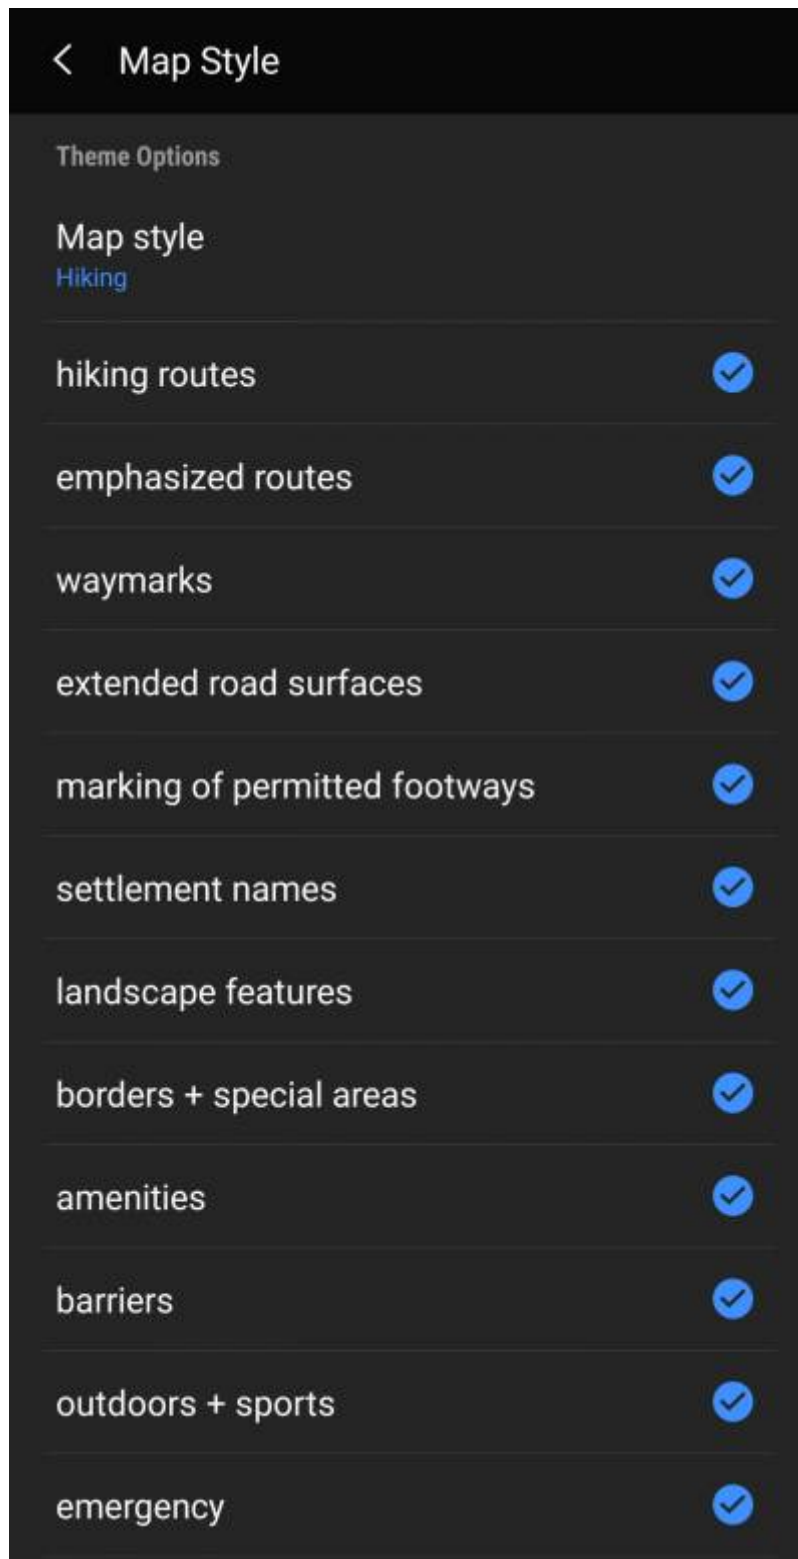 Map Style
Theme Options
Map style
Hiking
hiking routes
emphasized routes
waymarks
extended road surfaces
marking of permitted footways
settlement names
landscape features
borders + special areas
amenities
barriers
outdoors + sports
emergency